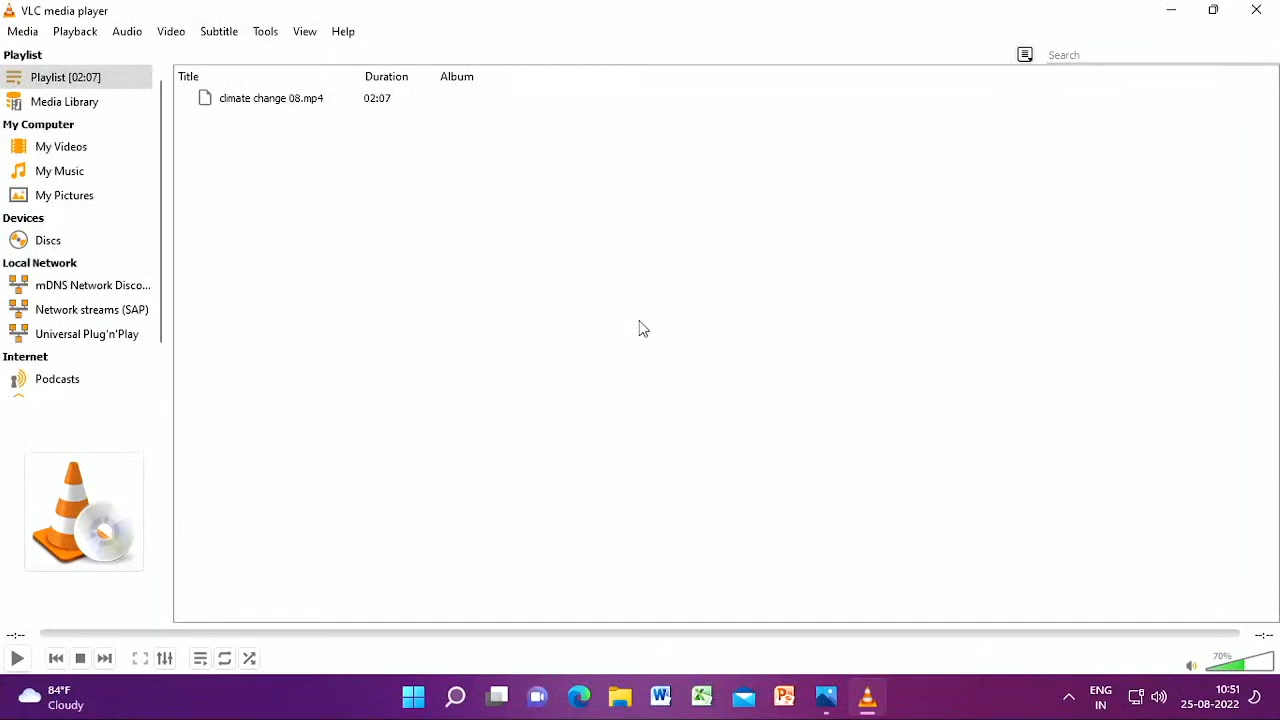 VLC media player
Media Playback Audio Video Subtitle Tools View Help
Playlist
Search
Playlist [02:07]
Title Duration Album
climate change 08.mp4 02:07
Media Library
My Computer
My Videos
My Music
My Pictures
Devices
Discs
Local Network
mDNS Network Disco...
Network streams (SAP)
Universal Plug'n'Play
Internet
Podcasts
--:--
--:--
70%
84°F
Cloudy
ENG
IN
10:51
25-08-2022